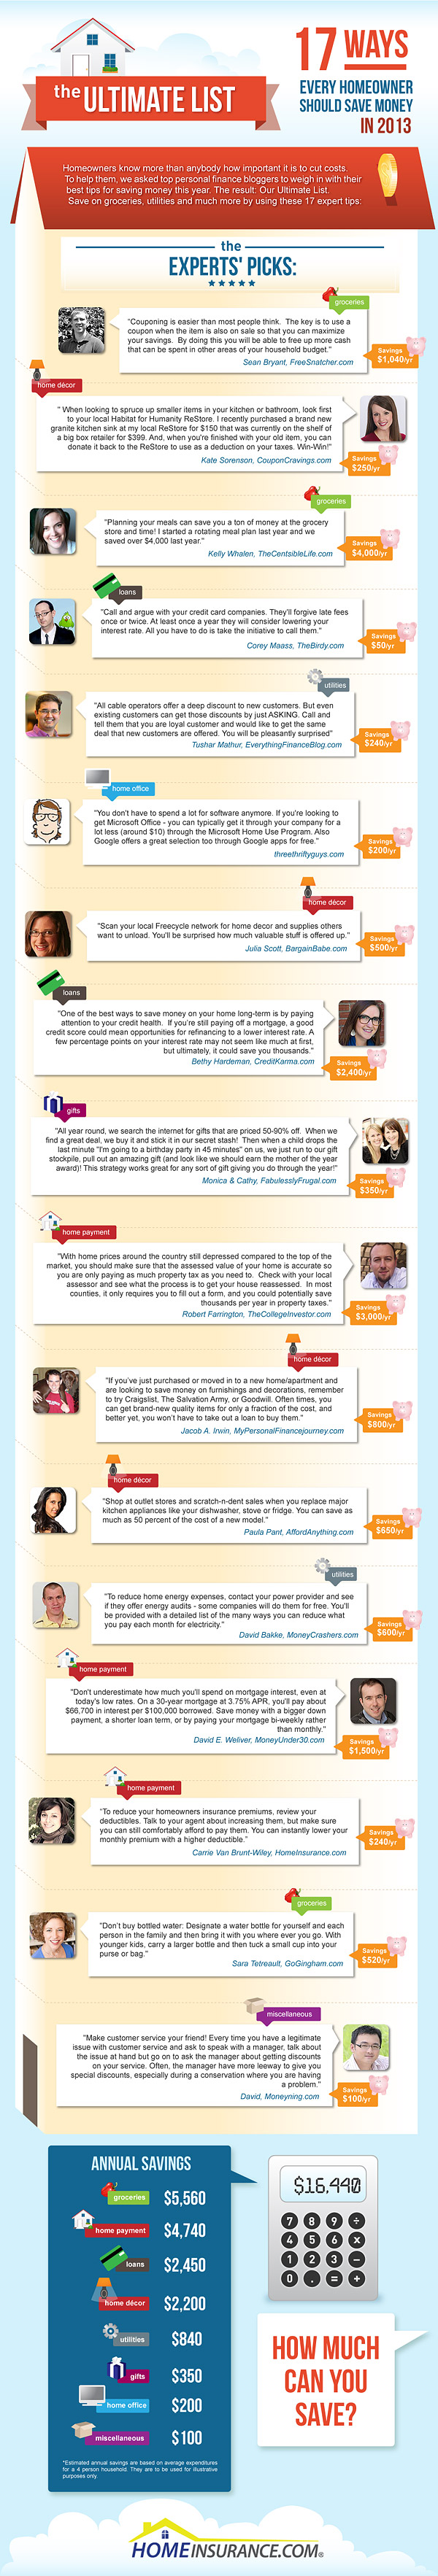 the ULTIMATE LIST
17 WAYS
EVERY HOMEOWNER
SHOULD SAVE MONEY
IN 2013
Homeowners know more than anybody how important it is to cut costs.
To help them, we asked top personal finance bloggers to weigh in with their
best tips for saving money this year. The result: Our Ultimate List.
Save on groceries, utilities and much more by using these 17 expert tips:
the
EXPERTS' PICKS:
groceries
"Couponing is easier than most people think. The key is to use a
coupon when the item is also on sale so that you can maximize
your savings. By doing this you will be able to free up more cash
that can be spent in other areas of your household budget."
Sean Bryant, FreeSnatcher.com
Savings
$1,040/yr
home décor
" When looking to spruce up smaller items in your kitchen or bathroom, look first
to your local Habitat for Humanity ReStore. I recently purchased a brand new
granite kitchen sink at my local ReStore for $150 that was currently on the shelf of
a big box retailer for $399. And, when you're finished with your old item, you can
donate it back to the ReStore to use as a deduction on your taxes. Win-Win!"
Kate Sorenson, CouponCravings.com
Savings
$250/yr
groceries
"Planning your meals can save you a ton of money at the grocery
store and time! I started a rotating meal plan last year and we
saved over $4,000 last year."
Kelly Whalen, TheCentsibleLife.com
Savings
$4,000/yr
loans
"Call and argue with your credit card companies. They'll forgive late fees
once or twice. At least once a year they will consider lowering your
interest rate. All you have to do is take the initiative to call them."
Corey Maass, TheBirdy.com
Savings
$50/yr
utilities
"All cable operators offer a deep discount to new customers. But even
existing customers can get those discounts by just ASKING. Call and
tell them that you are loyal customer and would like to get the same
deal that new customers are offered. You will be pleasantly surprised"
Tushar Mathur, EverythingFinanceBlog.com
Savings
$240/yr
home office
"You don't have to spend a lot for software anymore. If you're looking to
get Microsoft Office - you can typically get it through your company for a
lot less (around $10) through the Microsoft Home Use Program. Also
Google offers a great selection too through Google apps for free."
threethriftyguys.com
Savings
$200/yr
home décor
"Scan your local Freecycle network for home decor and supplies others
want to unload. You'll be surprised how much valuable stuff is offered up."
Julia Scott, BargainBabe.com
Savings
$500/yr
loans
"One of the best ways to save money on your home long-term is by paying
attention to your credit health. If you're still paying off a mortgage, a good
credit score could mean opportunities for refinancing to a lower interest rate. A
few percentage points on your interest rate may not seem like much at first,
but ultimately, it could save you thousands."
Bethy Hardeman, CreditKarma.com
Savings
$2,400/yr
gifts
"All year round, we search the internet for gifts that are priced 50-90% off. When we
find a great deal, we buy it and stick it in our secret stash! Then when a child drops the
last minute "I'm going to a birthday party in 45 minutes" on us, we just run to our gift
stockpile, pull out an amazing gift (and look like we should earn the mother of the year
award)! This strategy works great for any sort of gift giving you do through the year!"
Monica & Cathy, FabulesslyFrugal.com
Savings
$350/yr
home payment
"With home prices around the country still depressed compared to the top of the
market, you should make sure that the assessed value of your home is accurate so
you are only paying as much property tax as you need to. Check with your local
assessor and see what the process is to get your house reassed. In most
counties, it only requires you to fill out a form, and you could potentially save
thousands per year in property taxes."
Robert Farrington, TheCollegeInvestor.com
Savings
$3,000/yr
home décor
"If you've just purchased or moved in to a new home/apartment and
are looking to save money on furnishings and decorations, remember
to try Craigslist, The Salvation Army, or Goodwill. Often times, you
can get brand new quality items for only a fraction of the cost, and
better yet, you won't have to take out a loan to buy them."
Jacob A. Irwin, MyPersonalFinancejourney.com
Savings
$800/yr
home décor
"Shop at outlet stores and scratch-n-dent sales when you replace major
kitchen appliances like your dishwasher, stove or fridge. You can save as
much as 50 percent of the cost of a new model."
Paula Pant, AffordAnything.com
Savings
$650/yr
utilities
"To reduce home energy expenses, contact your power provider and see
if they offer energy audits - some companies will do them for free. You'll
be provided with a detailed list of the many ways you can reduce what
you pay each month for electricity."
David Bakke, MoneyCrashers.com
Savings
$600/yr
home payment
"Don't underestimate how much you'll spend on mortgage interest, even at
today's low rates. On a 30-year mortgage at 3.75% APR, you'll pay about
$66,700 in interest per $100,000 borrowed. Save money with a bigger down
payment, a shorter loan term, or by paying your mortgage bi-weekly rather
than monthly."
David E. Weliver, MoneyUnder30.com
Savings
$1,500/yr
home payment
"To reduce your homeowners insurance premiums, review your
deductibles. Talk to your agent about increasing them, but make sure
you can still comfortably afford to pay them. You can instantly lower your
monthly premium with a higher deductible."
Carrie Van Brunt-Wiley, HomeInsurance.com
Savings
$240/yr
groceries
"Don't buy bottled water: Designate a water bottle for yourself and each
person in the family and then bring it with you where ever you go. With
younger kids, carry a larger bottle and then tuck a small cup into your
purse or bag."
Sara Tetreault, GoGingham.com
Savings
$520/yr
miscellaneous
"Make customer service your friend! Every time you have a legitimate
issue with customer service and ask to speak with a manager, talk about
the issue at hand but go on to ask the manager about getting discounts
on your service. Often, the manager have more leeway to give you
special discounts, especially during a conservation where you are having
a problem."
David, Moneyning.com
Savings
$100/yr
ANNUAL SAVINGS
groceries $5,560
home payment $4,740
loans $2,450
home décor $2,200
utilities $840
gifts $350
home office $200
miscellaneous $100
*Estimated annual savings are based on average expenditures
for a 4 person household. They are to be used for illustrative
purposes only.
$16,440
7 8 9 ÷
4 5 6 x
1 2 3 −
0 . = +
HOW MUCH
CAN YOU
SAVE?
HOMEINSURANCE.COM®